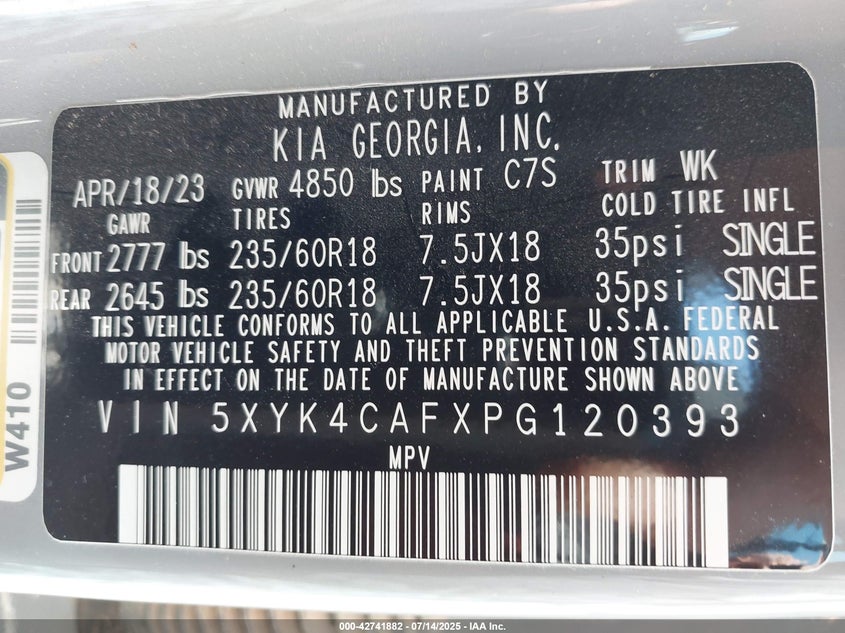 MANUFACTURED BY
KIA GEORGIA, INC.
APR/18/23 GVWR 4850 lbs PAINT C7S TRIM WK
GAWR TIRES RIMS COLD TIRE INFL
FRONT 2777 lbs 235/60R18 7.5JX18 35psi SINGLE
REAR 2645 lbs 235/60R18 7.5JX18 35psi SINGLE
THIS VEHICLE CONFORMS TO ALL APPLICABLE U.S.A. FEDERAL
MOTOR VEHICLE SAFETY AND THEFT PREVENTION STANDARDS
IN EFFECT ON THE DATE OF MANUFACTURE SHOWN ABOVE
VIN 5XYK4CAFXPG120393
MPV
W410
000-42741882 - 07/14/2025 - IAA Inc.